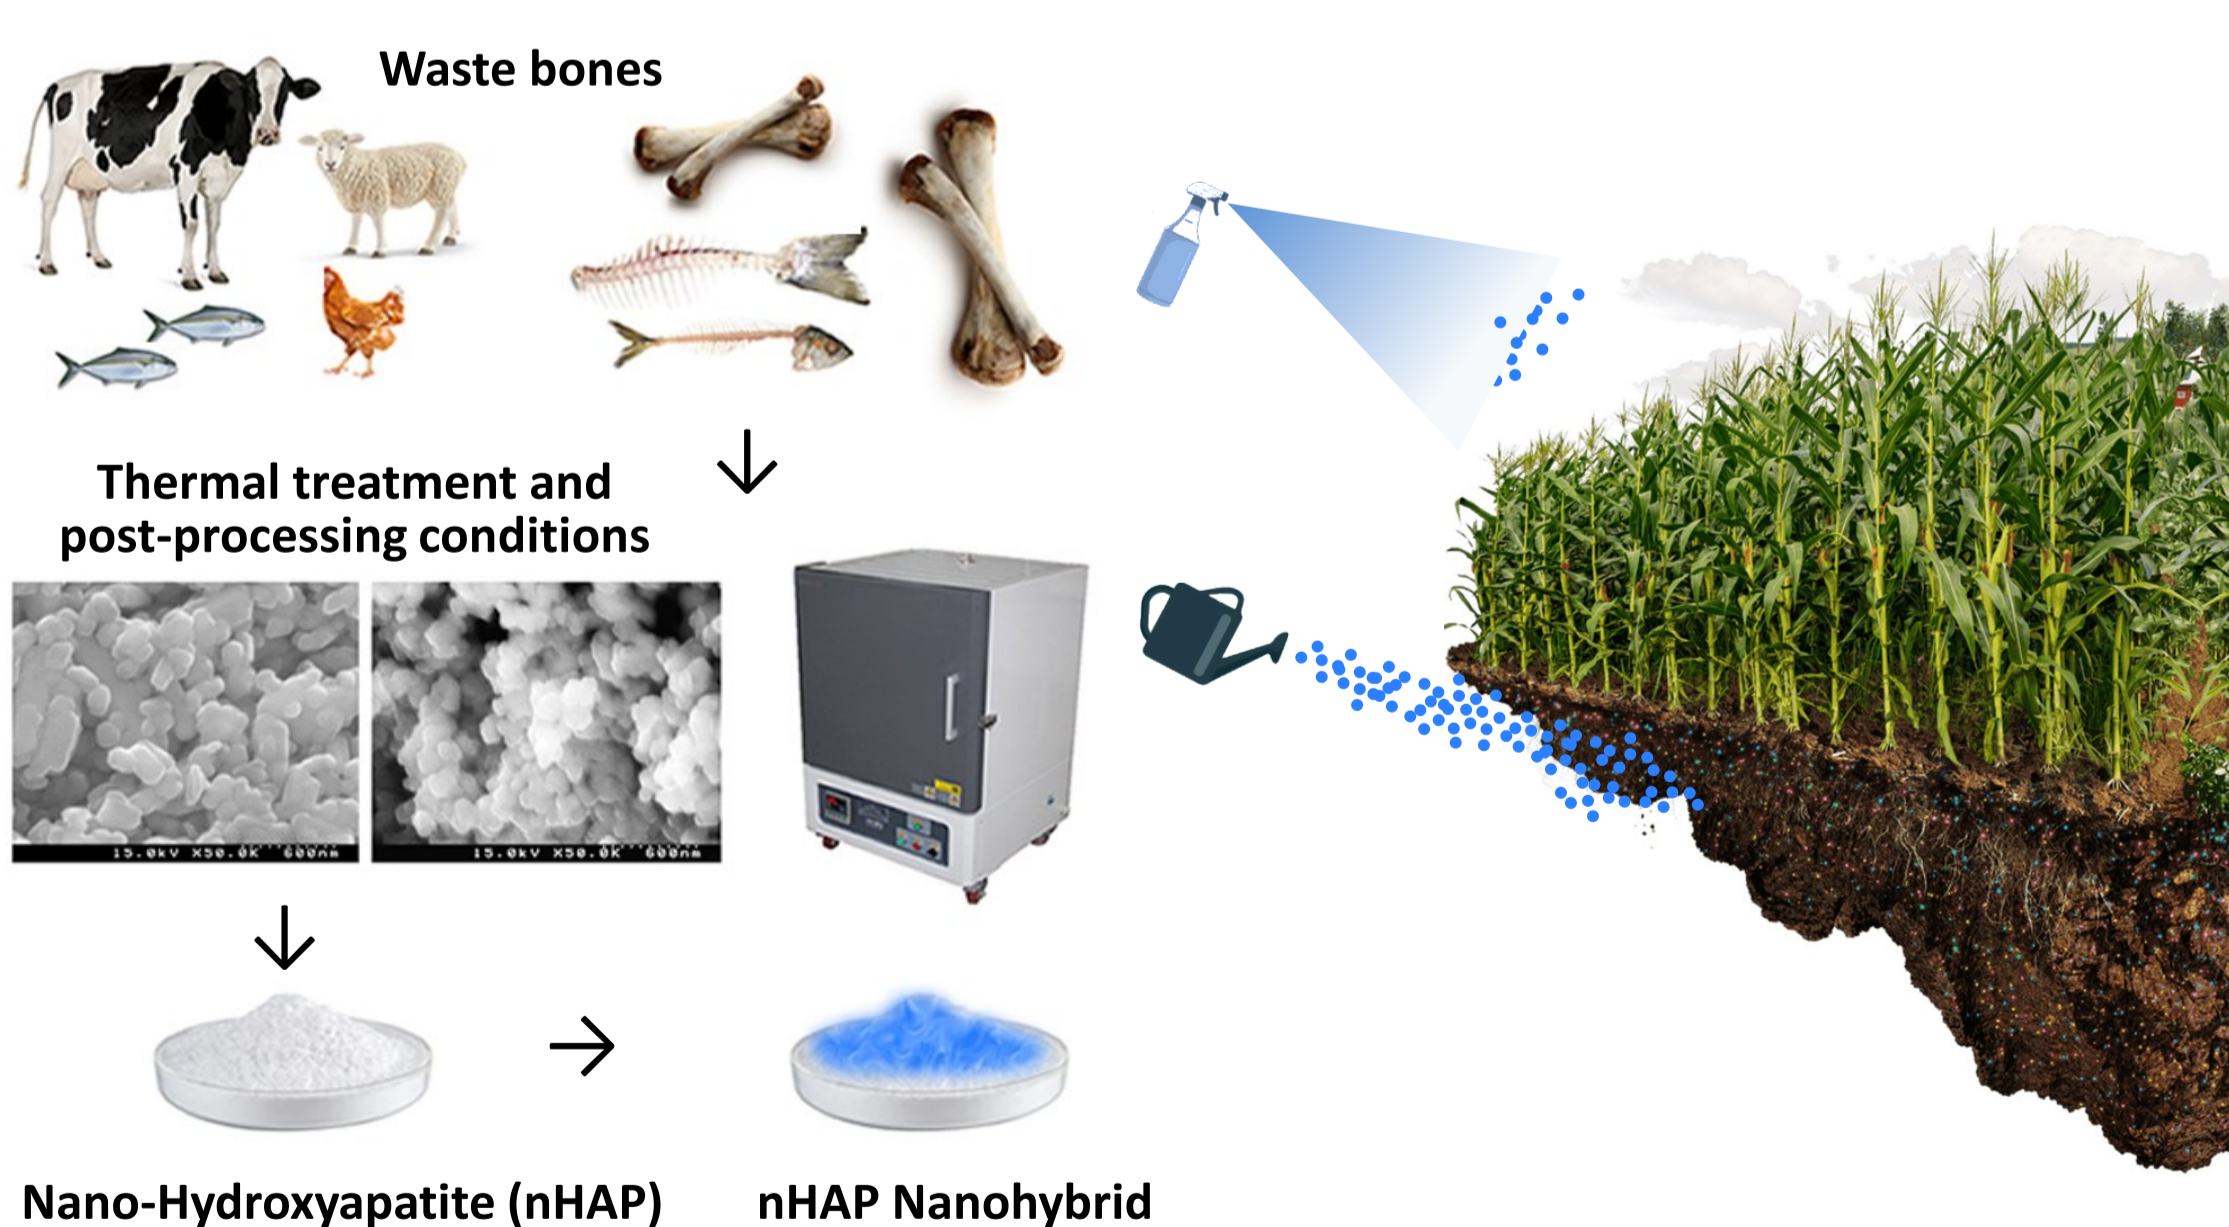 Waste bones
Thermal treatment and
post-processing conditions
15.0kV X50.0K 600nm
15.0kV X50.0K 600nm
Nano-Hydroxyapatite (nHAP)
nHAP Nanohybrid